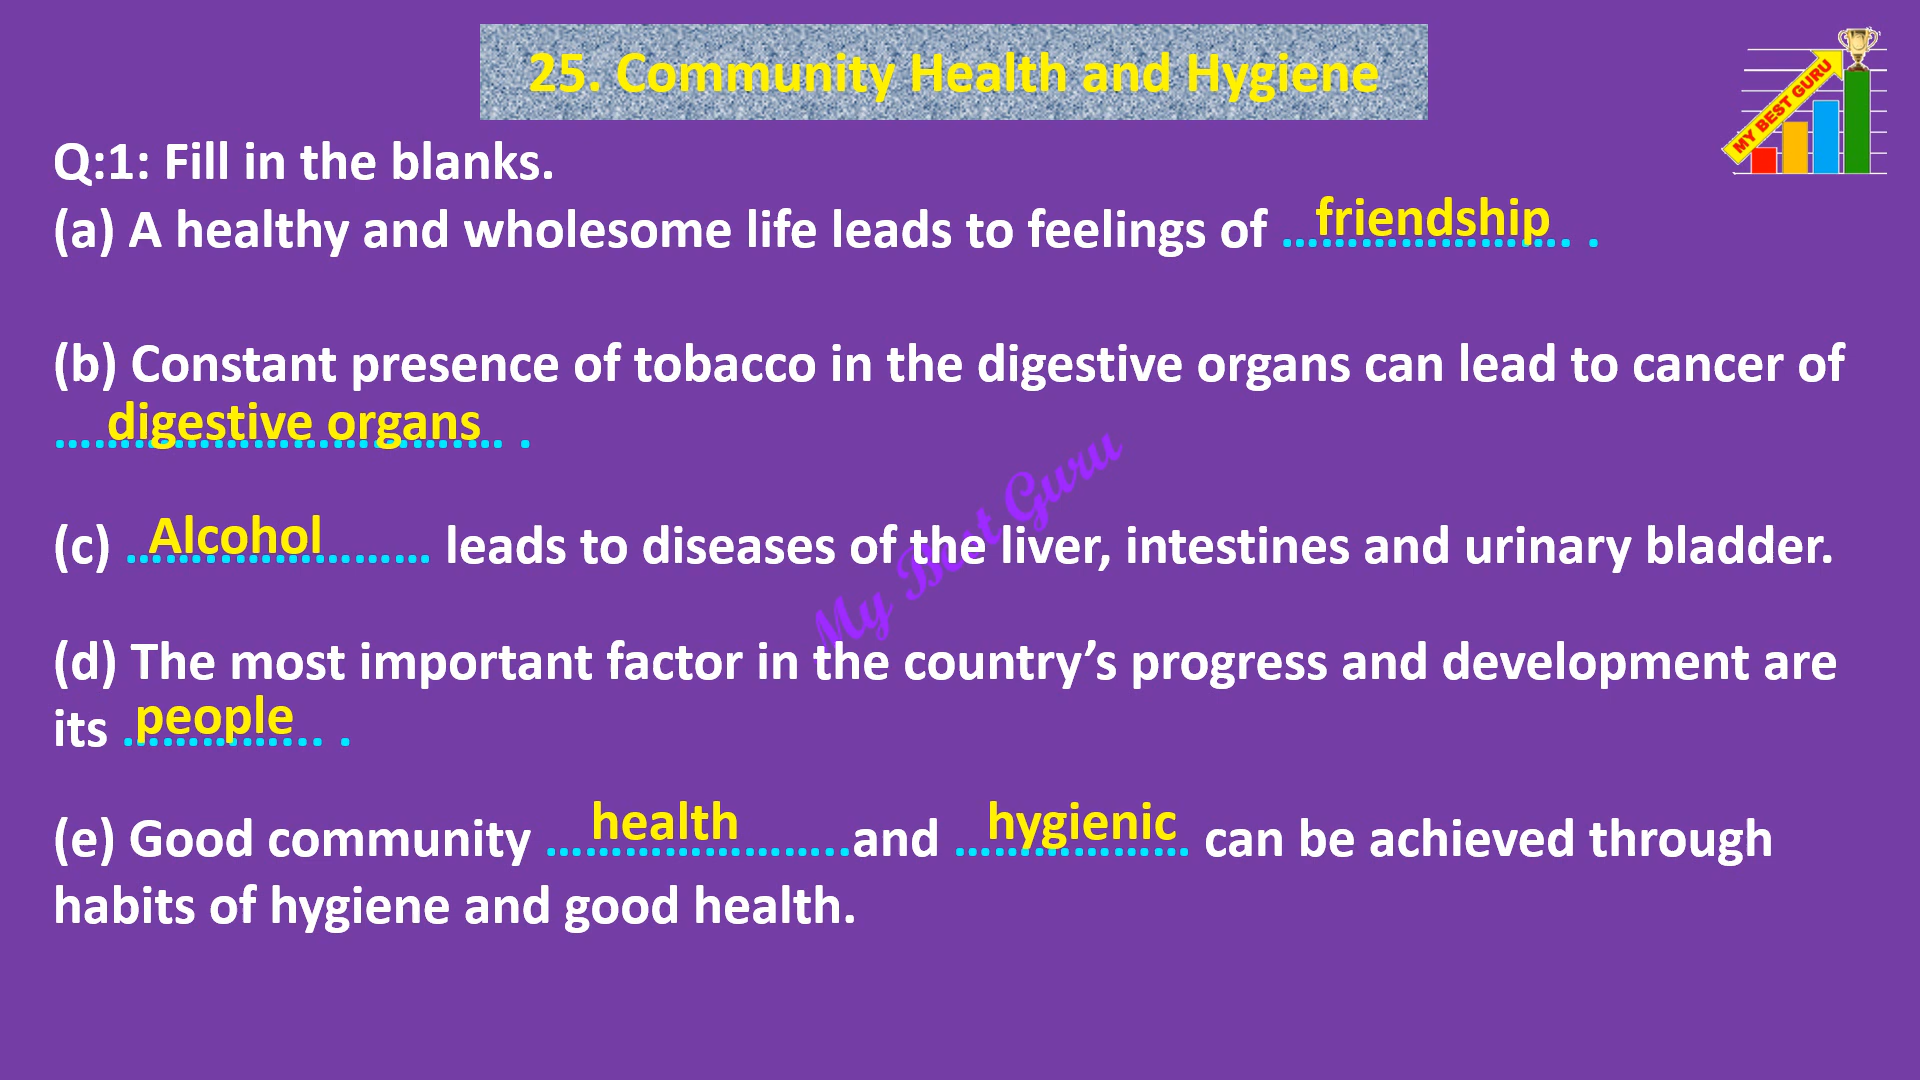 25. Community Health and Hygiene
MY BEST GURU
Q:1: Fill in the blanks.
(a) A healthy and wholesome life leads to feelings of …friendship.. .
(b) Constant presence of tobacco in the digestive organs can lead to cancer of
…digestive organs.. .
(c) …Alcohol……… leads to diseases of the liver, intestines and urinary bladder.
My Best Guru
(d) The most important factor in the country’s progress and development are
its …people.. .
(e) Good community …health……..and …hygienic. can be achieved through
habits of hygiene and good health.